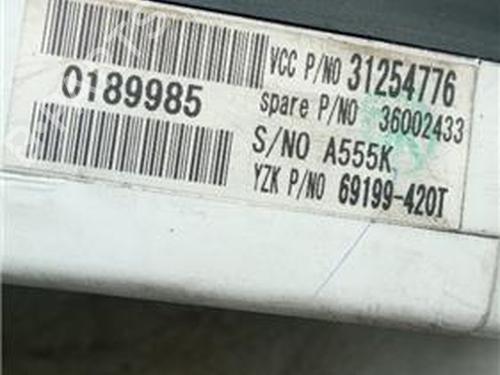 VCC P/NO 31254776
0189985
spare P/NO 36002433
S/NO A555K
YZK P/NO 69199-420T